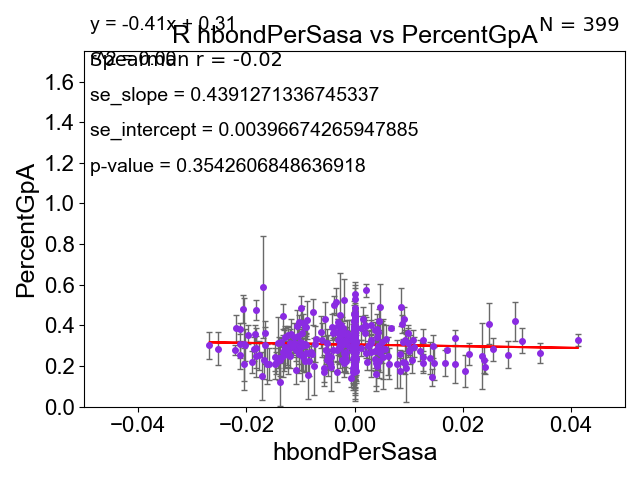 y = -0.41x + 0.31
N = 399
R hbondPerSasa vs PercentGpA
Spearman r = -0.02
se_slope = 0.4391271336745337
se_intercept = 0.00396674265947885
p-value = 0.3542606848636918
PercentGpA
1.6
1.4
1.2
1.0
0.8
0.6
0.4
0.2
0.0
−0.04
−0.02
0.00
0.02
0.04
hbondPerSasa